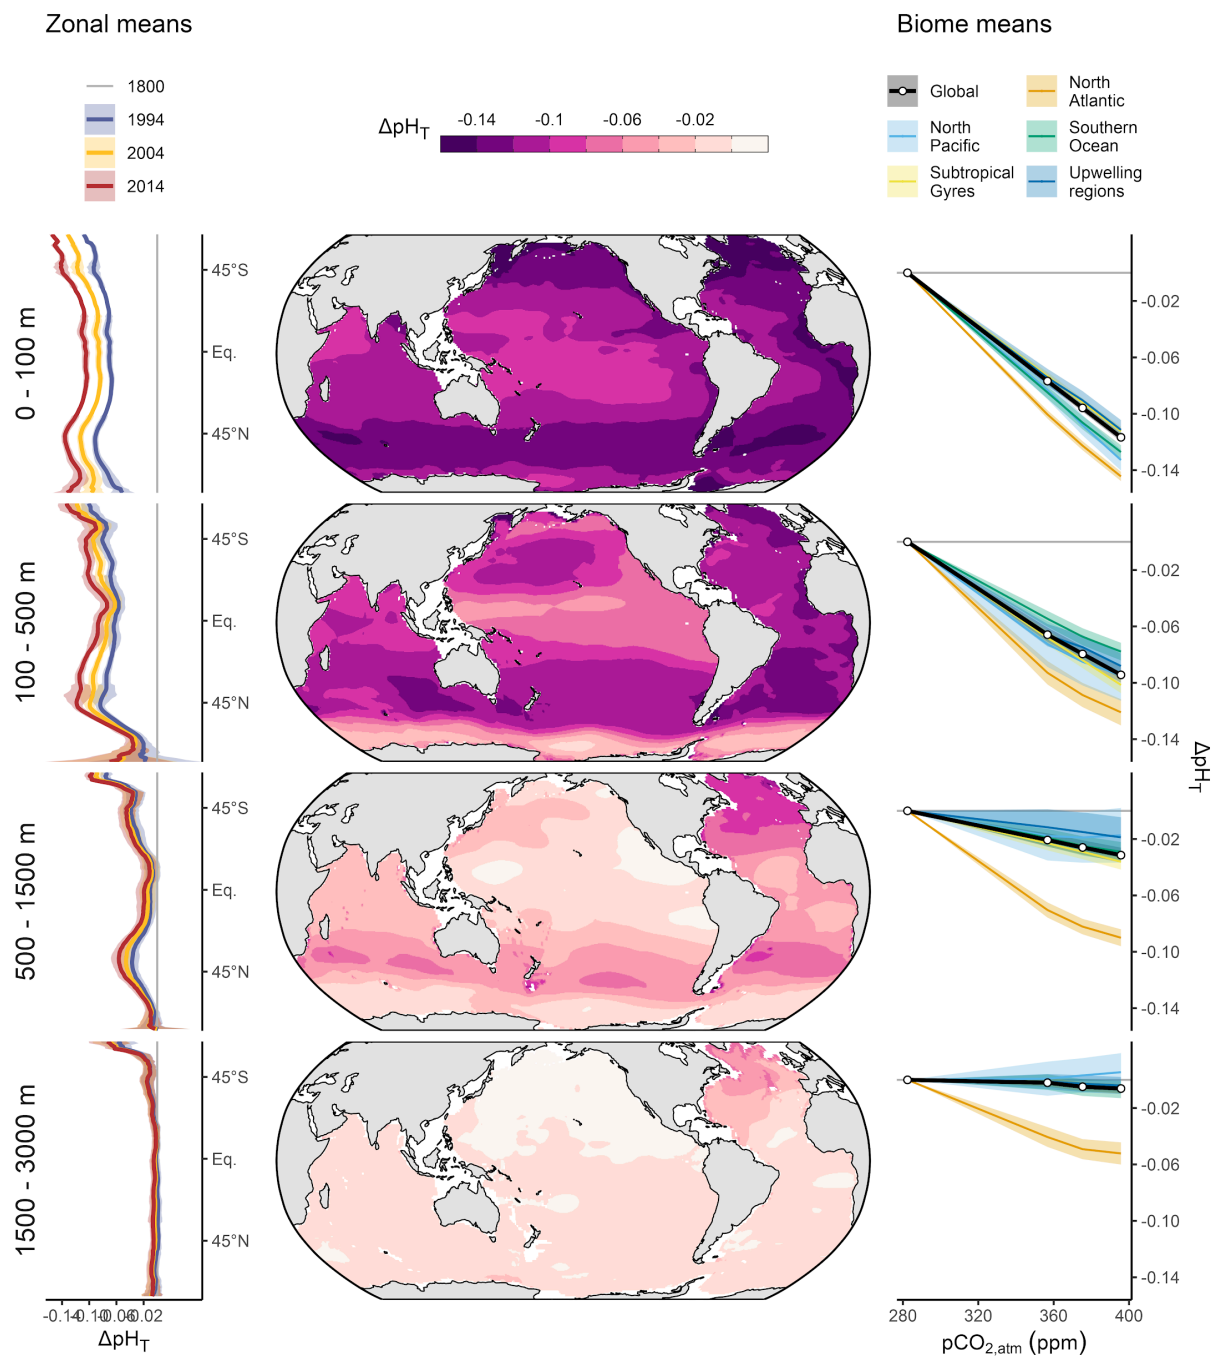 Zonal means
Biome means
1800
1994
2004
2014
ΔpH_T
-0.14 -0.1 -0.06 -0.02
Global
North
Atlantic
North
Pacific
Southern
Ocean
Subtropical
Gyres
Upwelling
regions
0 - 100 m
45°S
Eq.
45°N
-0.02
-0.06
-0.10
-0.14
100 - 500 m
45°S
Eq.
45°N
-0.02
-0.06
-0.10
-0.14
ΔpH_T
500 - 1500 m
45°S
Eq.
45°N
-0.02
-0.06
-0.10
-0.14
1500 - 3000 m
45°S
Eq.
45°N
-0.02
-0.06
-0.10
-0.14
-0.14 -0.10 -0.06 -0.02
ΔpH_T
280 320 360 400
pCO_2,atm (ppm)